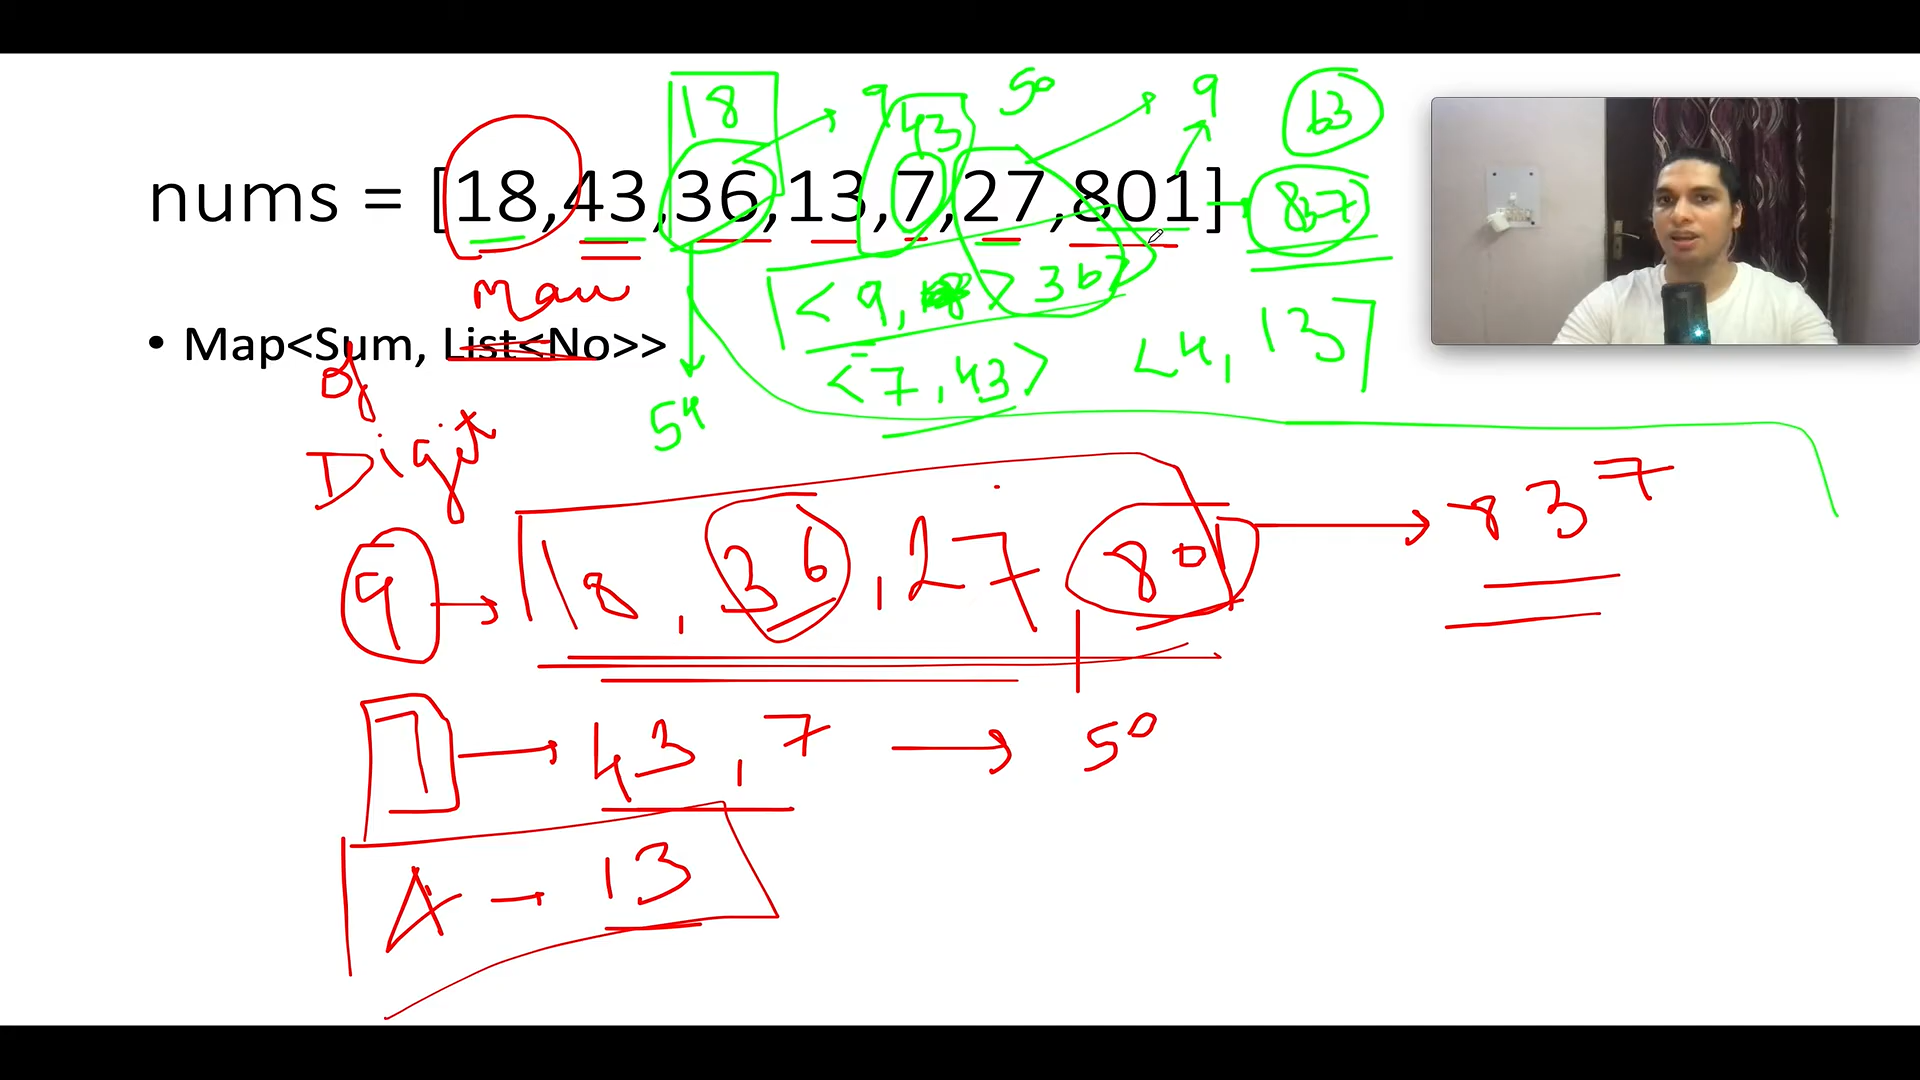 18 9 43 50 9 63
nums = [18,43,36,13,7,27,801] 837
Max <9, > 36>
• Map<Sum, List<No>> <7,43> <4,13]
of 54
Digit
9 → 18, 36, 27 801 → 837
7 → 43, 7 → 50
4 → 13